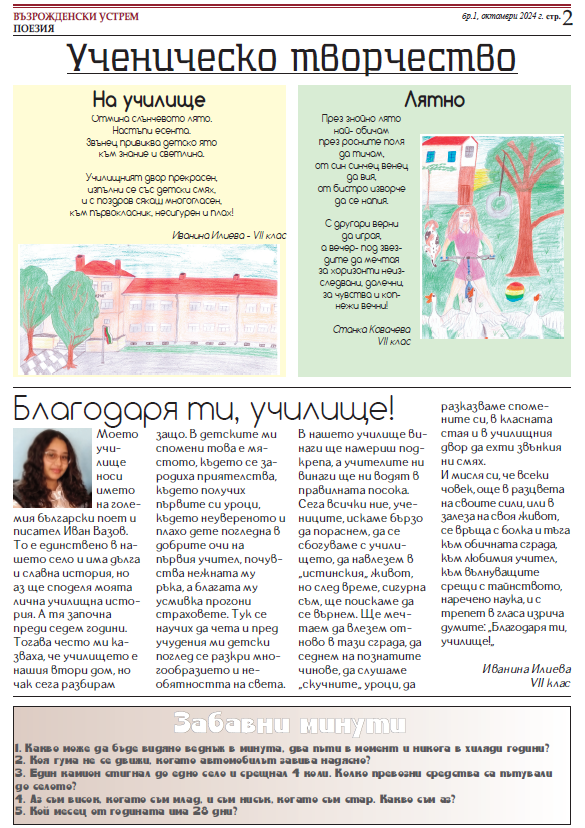 ВЪЗРОЖДЕНСКИ УСТРЕМ
ПОЕЗИЯ
бр.1, октомври 2024 г. стр. 2
Ученическо творчество
На училище
Отмина слънчевото лято.
Настъпи есента.
Звънец привиква детско ято
към знание и светлина.
Училищният двор прекрасен,
изпълни се със детски смях,
и с поздрав сякаш многогласен,
към първокласник, несигурен и плах!
Иванина Илиева - VII клас
Лятно
През знойно лято
най- обичам
през росните поля
да тичам,
от син синчец венец
да вия,
от бистро изворче
да се напия.
С другари верни
да играя,
а вечер- под звез-
дите да мечтая
за хоризонти неиз-
следвани, далечни,
за чувства и коп-
нежи вечни!
Станка Ковачева
VII клас
Благодаря ти, училище!
Моето
учи-
лище
носи
името
на голе-
мия български поет и
писател Иван Вазов.
То е единствено в на-
шето село и има дълга
и славна история, но
аз ще споделя моята
лична училищна исто-
рия. А тя започна
преди седем години.
Тогава често ми ка-
зваха, че училището е
нашия втори дом, но
чак сега разбирам
защо. В детските ми
спомени това е мя-
стото, където се за-
родиха приятелства,
където получих
първите си уроци,
където неувереното и
плахо дете погледна в
добрите очи на
първия учител, почув-
ства нежната му
ръка, а благата му
усмивка прогони
страховете. Тук се
научих да чета и пред
учудения ми детски
поглед се разкри мно-
гообразието и не-
обятността на света.
В нашето училище ви-
наги ще намериш под-
крепа, а учителите ни
винаги ще ни водят в
правилната посока.
Сега всички ние, уче-
ниците, искаме бързо
да пораснем, да се
сбогуваме с учили-
щето, да навлезем в
„истинския„ живот,
но след време, сигурна
съм, ще поискаме да
се върнем. Ще меч-
таем да влезем от-
ново в тази сграда, да
седнем на познатите
чинове, да слушаме
„скучните„ уроци, да
разказваме споме-
ните си, в класната
стая и в училищния
двор да ехти звънкия
ни смях.
И мисля си, че всеки
човек, още в разцвета
на своите сили, или в
залеза на своя живот,
се връща с болка и тъга
към обичната сграда,
към любимия учител,
към вълнуващите
срещи с тайнството,
наречено наука, и с
трепет в гласа изрича
думите: „Благодаря ти,
училище!„
Иванина Илиева
VII клас
Забавни минути
1. Какво може да бъде видяно веднъж в минута, два пъти в момент и никога в хиляди години?
2. Коя гума не се движи, когато автомобилът завива надясно?
3. Един камион стигнал до едно село и срещнал 4 коли. Колко превозни средства са пътували
до селото?
4. Аз съм висок, когато съм млад, и съм нисък, когато съм стар. Какво съм аз?
5. Кой месец от годината има 28 дни?